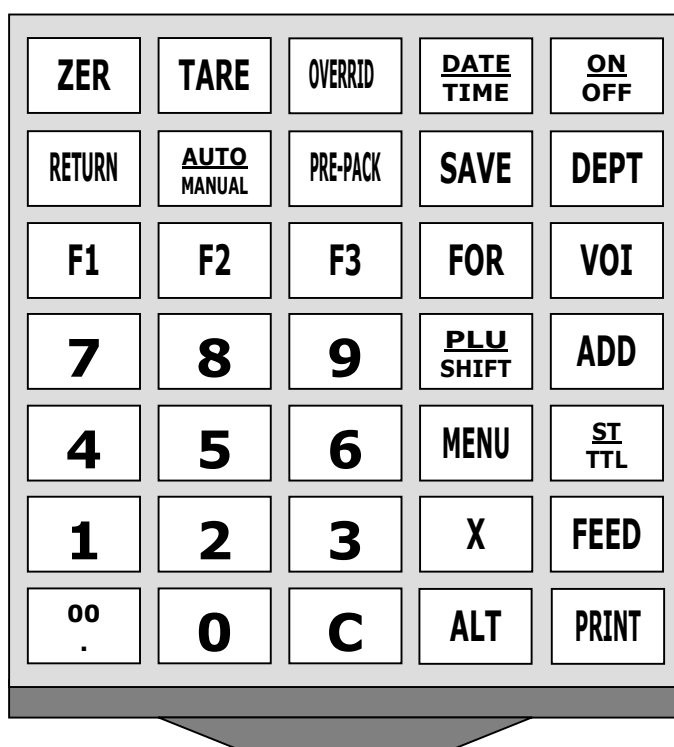 ZER TARE OVERRID DATE ON
TIME OFF
RETURN AUTO PRE-PACK SAVE DEPT
MANUAL
F1 F2 F3 FOR VOI
7 8 9 PLU ADD
SHIFT
4 5 6 MENU ST
TTL
1 2 3 X FEED
00
. 0 C ALT PRINT